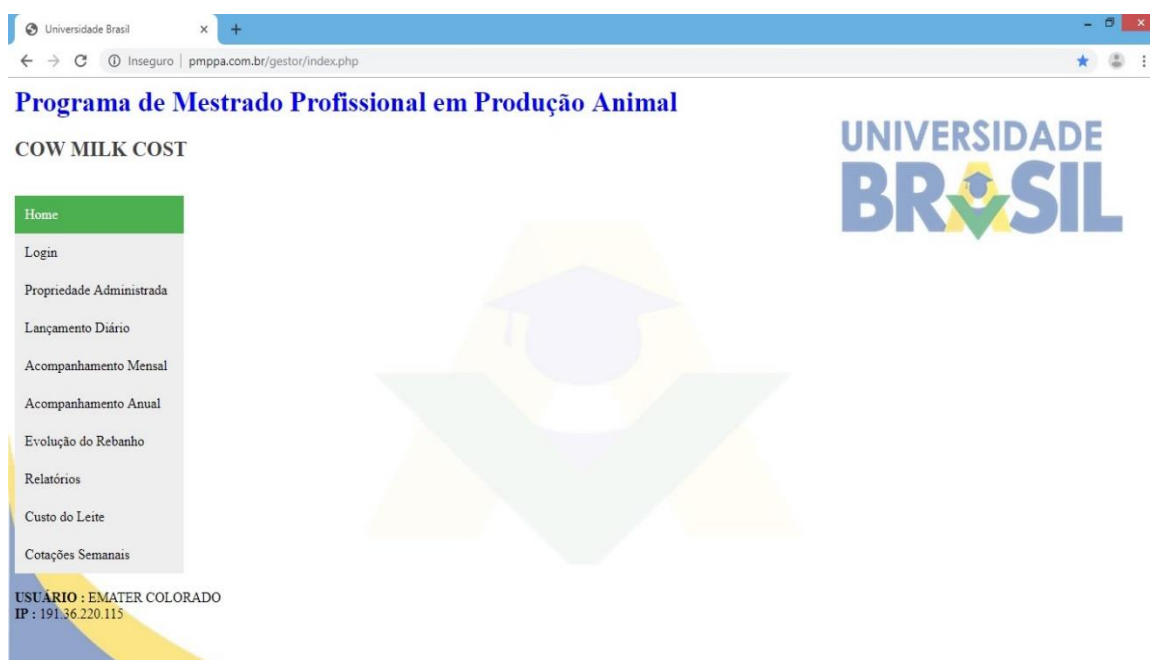 Universidade Brasil
Inseguro | pmppa.com.br/gestor/index.php
Programa de Mestrado Profissional em Produção Animal
COW MILK COST
UNIVERSIDADE
BRASIL
Home
Login
Propriedade Administrada
Lançamento Diário
Acompanhamento Mensal
Acompanhamento Anual
Evolução do Rebanho
Relatórios
Custo do Leite
Cotações Semanais
USUÁRIO : EMATER COLORADO
IP : 191.36.220.115